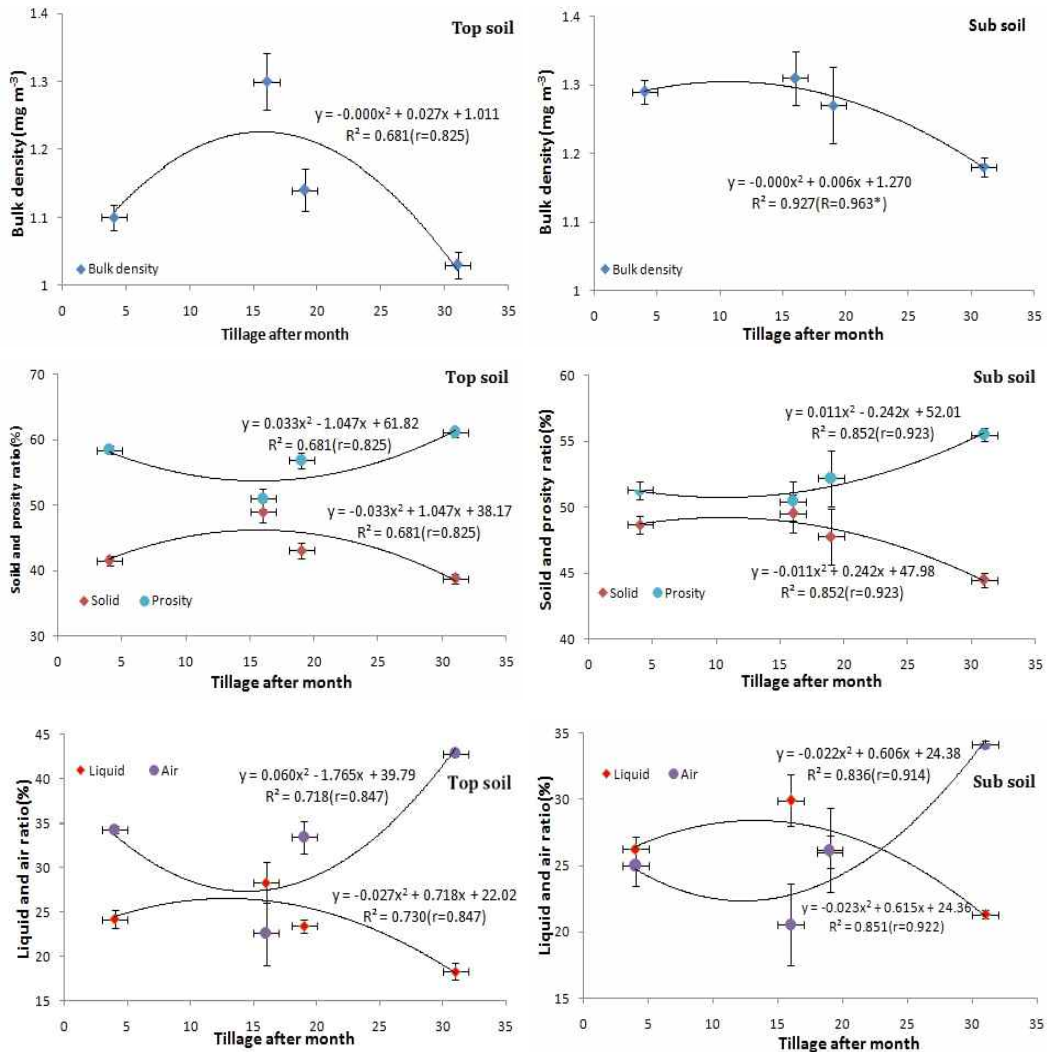 Top soil
Bulk density (mg m⁻³)
1.4
1.3
1.2
1.1
1
y = -0.000x² + 0.027x + 1.011
R² = 0.681(r=0.825)
Bulk density
0 5 10 15 20 25 30 35
Tillage after month
Sub soil
Bulk density (mg m⁻³)
1.4
1.3
1.2
1.1
1
y = -0.000x² + 0.006x + 1.270
R² = 0.927(R=0.963*)
Bulk density
0 5 10 15 20 25 30 35
Tillage after month
Top soil
Soild and prosity ratio(%)
70
60
50
40
30
y = 0.033x² - 1.047x + 61.82
R² = 0.681(r=0.825)
y = -0.033x² + 1.047x + 38.17
R² = 0.681(r=0.825)
Solid Prosity
0 5 10 15 20 25 30 35
Tillage after month
Sub soil
Soild and prosity ratio(%)
60
55
50
45
40
y = 0.011x² - 0.242x + 52.01
R² = 0.852(r=0.923)
y = -0.011x² + 0.242x + 47.98
R² = 0.852(r=0.923)
Solid Prosity
0 5 10 15 20 25 30 35
Tillage after month
Top soil
Liquid and air ratio(%)
45
40
35
30
25
20
15
Liquid Air
y = 0.060x² - 1.765x + 39.79
R² = 0.718(r=0.847)
y = -0.027x² + 0.718x + 22.02
R² = 0.730(r=0.847)
0 5 10 15 20 25 30 35
Tillage after month
Sub soil
Liquid and air ratio(%)
35
30
25
20
15
Liquid Air
y = -0.022x² + 0.606x + 24.38
R² = 0.836(r=0.914)
y = -0.023x² + 0.615x + 24.36
R² = 0.851(r=0.922)
0 5 10 15 20 25 30 35
Tillage after month